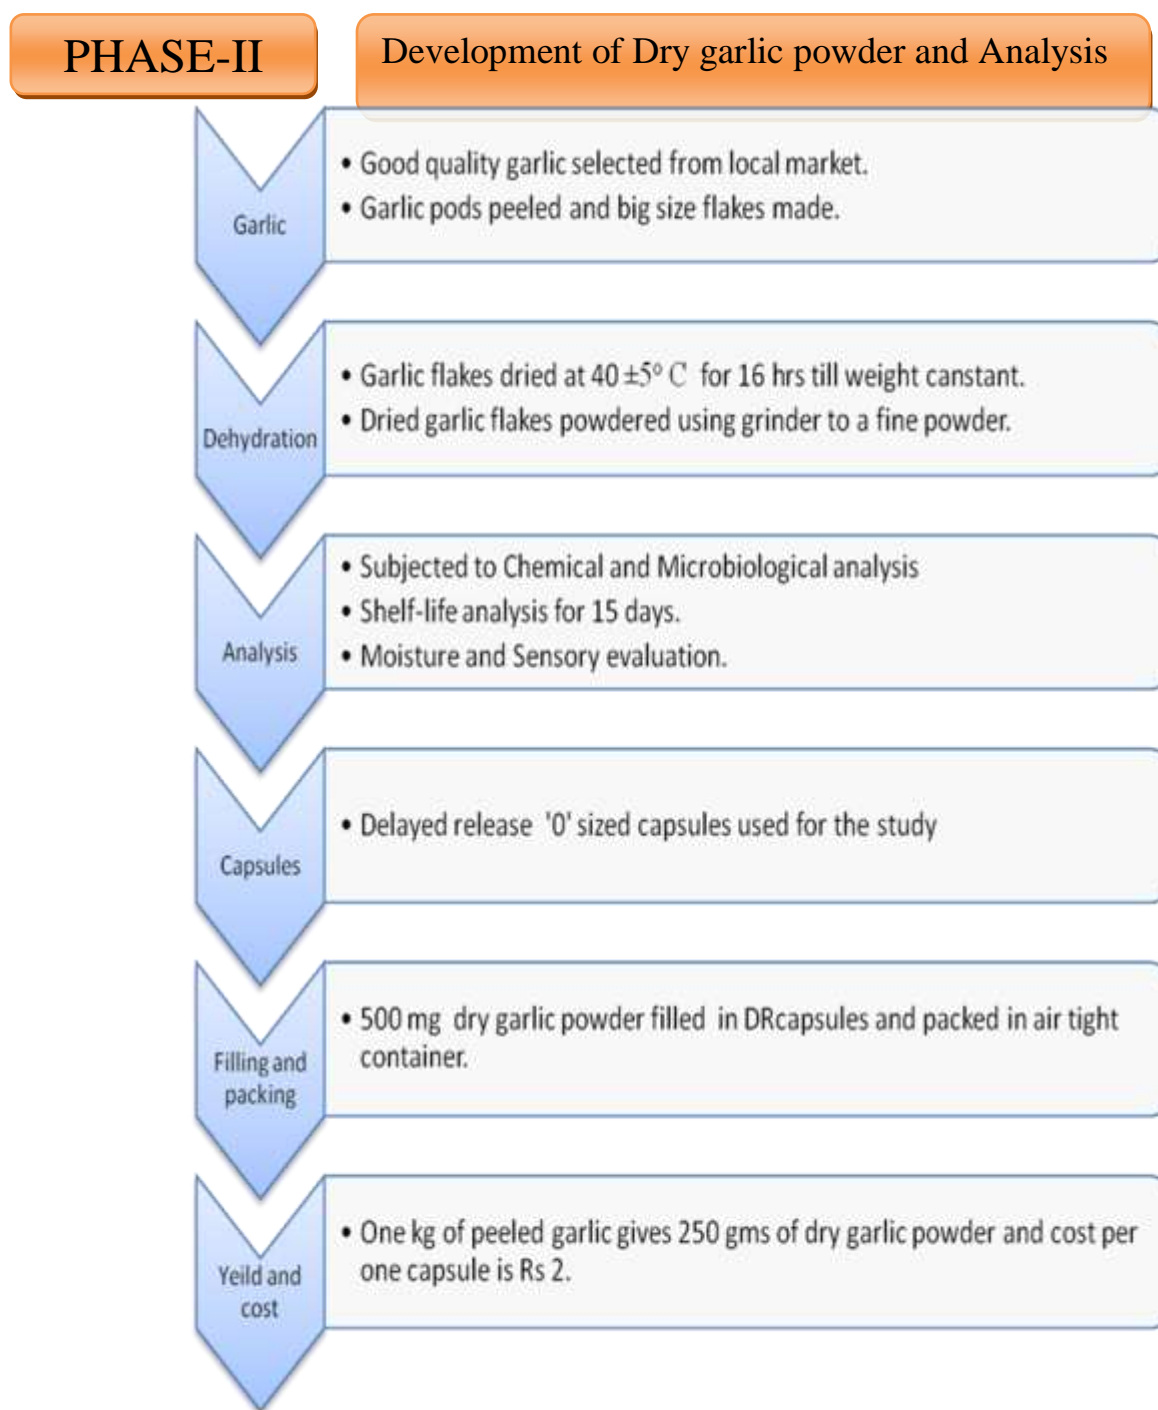 PHASE-II
Development of Dry garlic powder and Analysis
Garlic
• Good quality garlic selected from local market.
• Garlic pods peeled and big size flakes made.
Dehydration
• Garlic flakes dried at 40 ±5° C for 16 hrs till weight canstant.
• Dried garlic flakes powdered using grinder to a fine powder.
Analysis
• Subjected to Chemical and Microbiological analysis
• Shelf-life analysis for 15 days.
• Moisture and Sensory evaluation.
Capsules
• Delayed release '0' sized capsules used for the study
Filling and
packing
• 500 mg dry garlic powder filled in DRcapsules and packed in air tight
container.
Yeild and
cost
• One kg of peeled garlic gives 250 gms of dry garlic powder and cost per
one capsule is Rs 2.